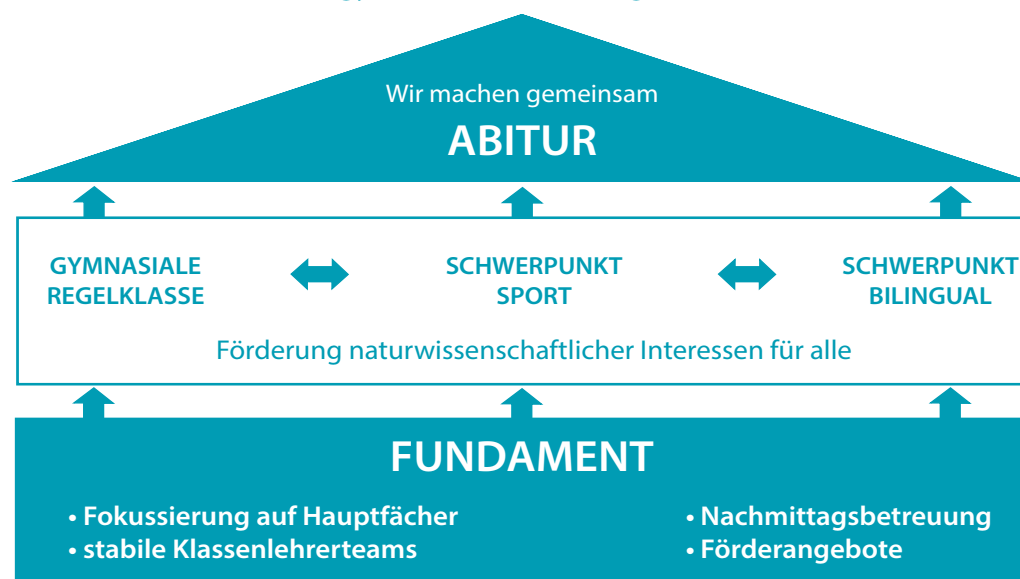 Wir machen gemeinsam
ABITUR
GYMNASIALE
REGELKLASSE
SCHWERPUNKT
SPORT
SCHWERPUNKT
BILINGUAL
Förderung naturwissenschaftlicher Interessen für alle
FUNDAMENT
• Fokussierung auf Hauptfächer
• stabile Klassenlehrerteams
• Nachmittagsbetreuung
• Förderangebote